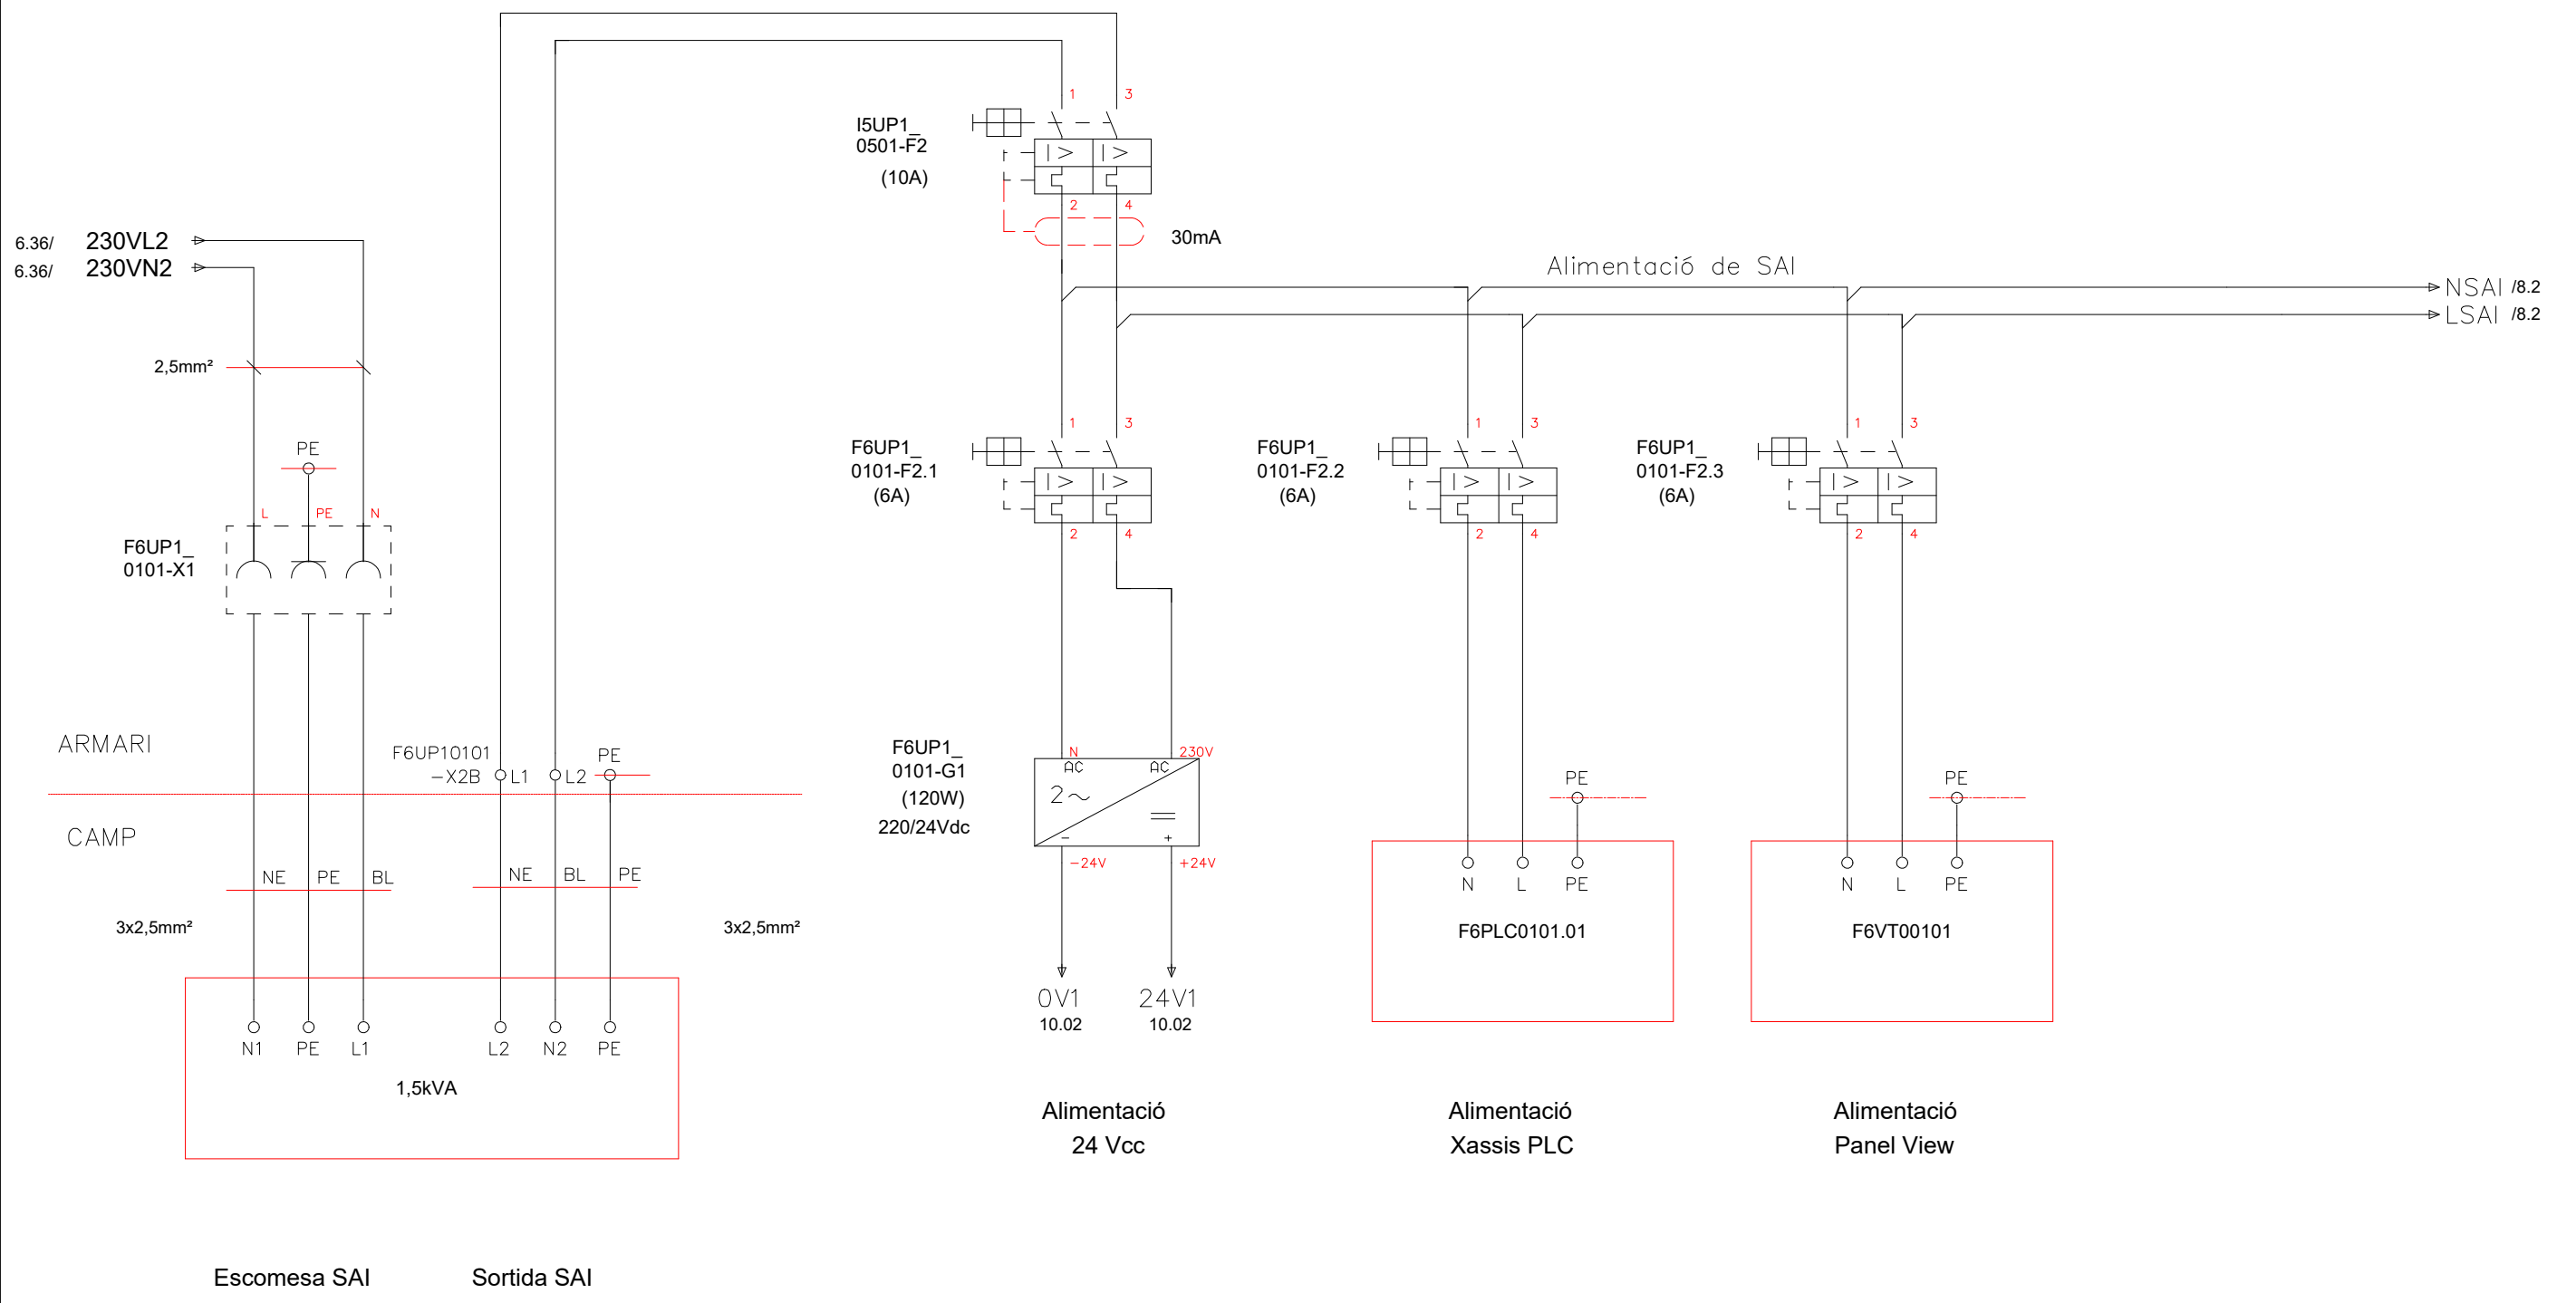 1 3
I5UP1_
0501-F2
(10A)
I > I >
2 4
30mA
6.36/ 230VL2
6.36/ 230VN2
Alimentació de SAI
NSAI /8.2
LSAI /8.2
2,5mm²
PE
L PE N
F6UP1_
0101-X1
1 3
F6UP1_
0101-F2.1
(6A)
I > I >
2 4
1 3
F6UP1_
0101-F2.2
(6A)
I > I >
2 4
1 3
F6UP1_
0101-F2.3
(6A)
I > I >
2 4
ARMARI
F6UP10101
-X2B L1 L2 PE
CAMP
NE PE BL
NE BL PE
3x2,5mm²
3x2,5mm²
N1 PE L1
L2 N2 PE
1,5kVA
F6UP1_
0101-G1
(120W)
220/24Vdc
N 230V
AC AC
2~
- +
-24V +24V
0V1 24V1
10.02 10.02
PE
N L PE
F6PLC0101.01
PE
N L PE
F6VT00101
Alimentació
24 Vcc
Alimentació
Xassis PLC
Alimentació
Panel View
Escomesa SAI
Sortida SAI